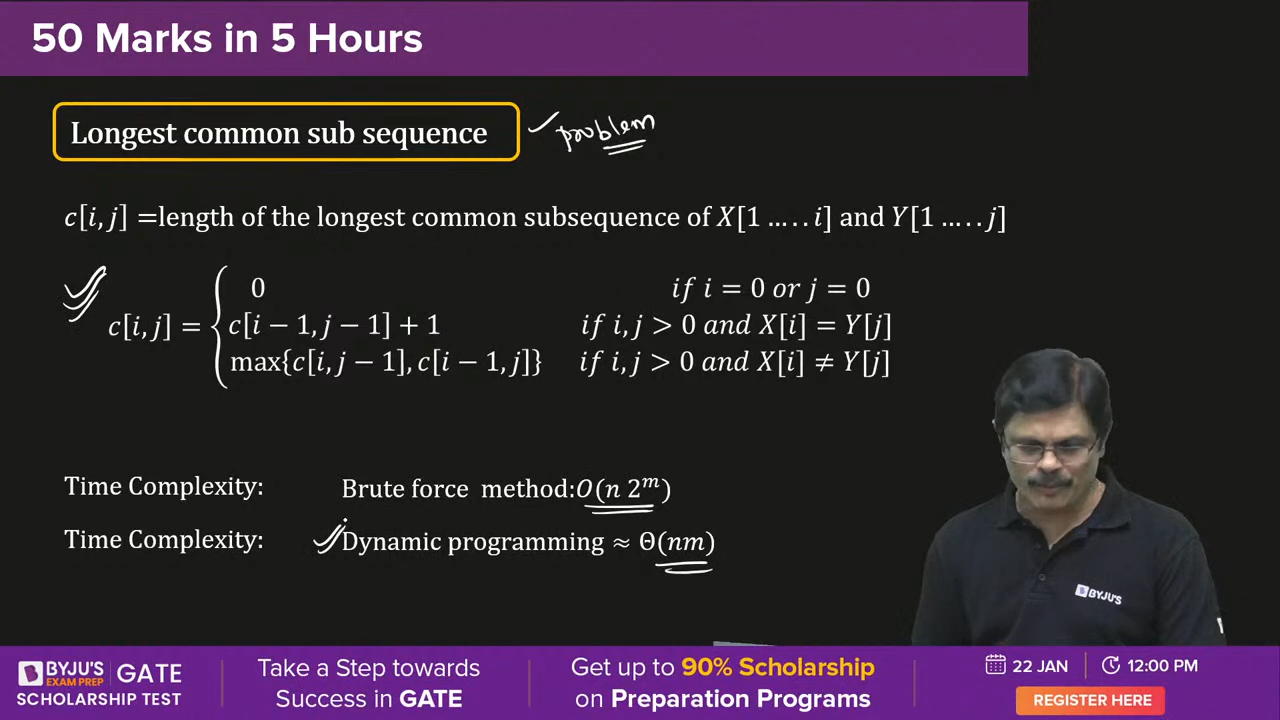 50 Marks in 5 Hours
Longest common sub sequence
problem
c[i, j] =length of the longest common subsequence of X[1 .... . i] and Y[1 .... . j]
c[i, j] = { 0 if i = 0 or j = 0
c[i − 1, j − 1] + 1 if i, j > 0 and X[i] = Y[j]
max{c[i, j − 1], c[i − 1, j]} if i, j > 0 and X[i] ≠ Y[j]
Time Complexity: Brute force method:O(n 2^m)
Time Complexity: Dynamic programming ≈ Θ(nm)
BYJU'S
BYJU'S EXAM PREP | GATE
SCHOLARSHIP TEST
Take a Step towards
Success in GATE
Get up to 90% Scholarship
on Preparation Programs
22 JAN 12:00 PM
REGISTER HERE